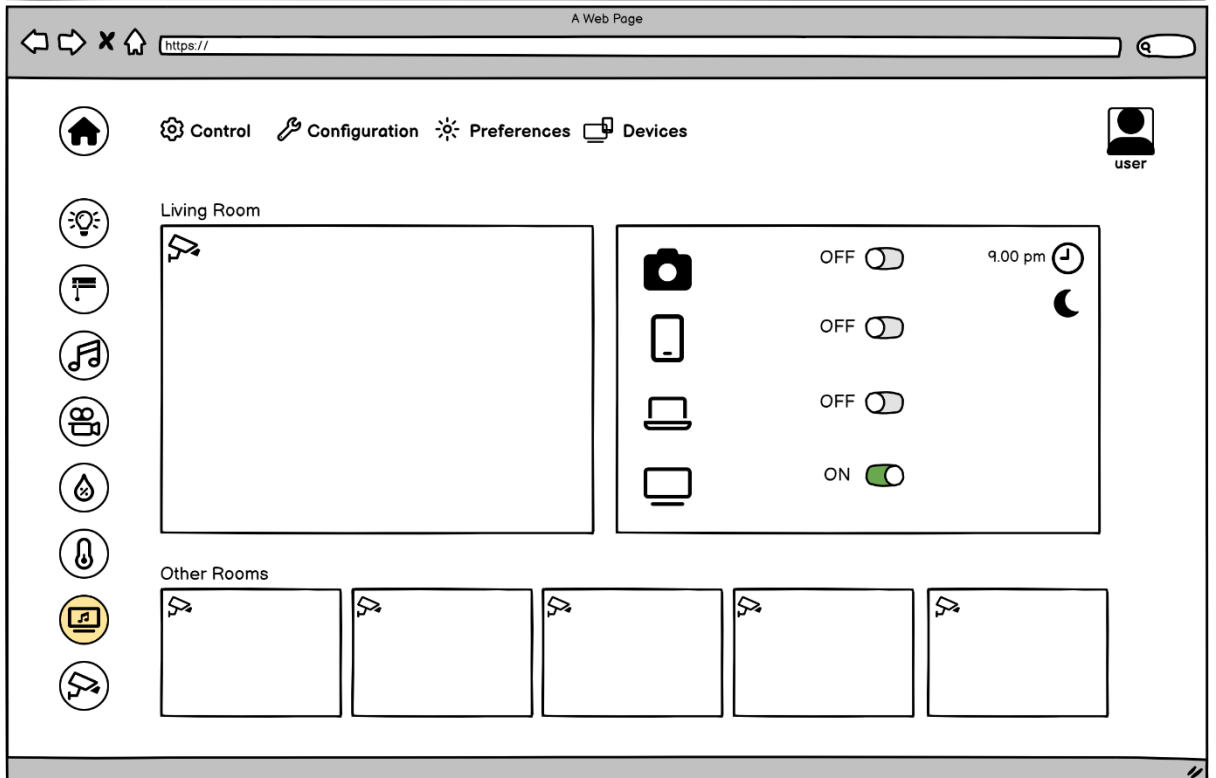 A Web Page
https://
Control Configuration Preferences Devices
user
Living Room
OFF 9.00 pm
OFF
OFF
ON
Other Rooms